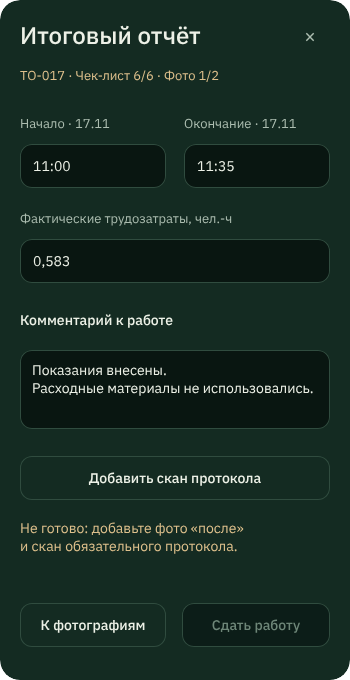 Итоговый отчёт ×
ТО-017 · Чек-лист 6/6 · Фото 1/2
Начало · 17.11 Окончание · 17.11
11:00 11:35
Фактические трудозатраты, чел.-ч
0,583
Комментарий к работе
Показания внесены.
Расходные материалы не использовались.
Добавить скан протокола
Не готово: добавьте фото «после»
и скан обязательного протокола.
К фотографиям Сдать работу